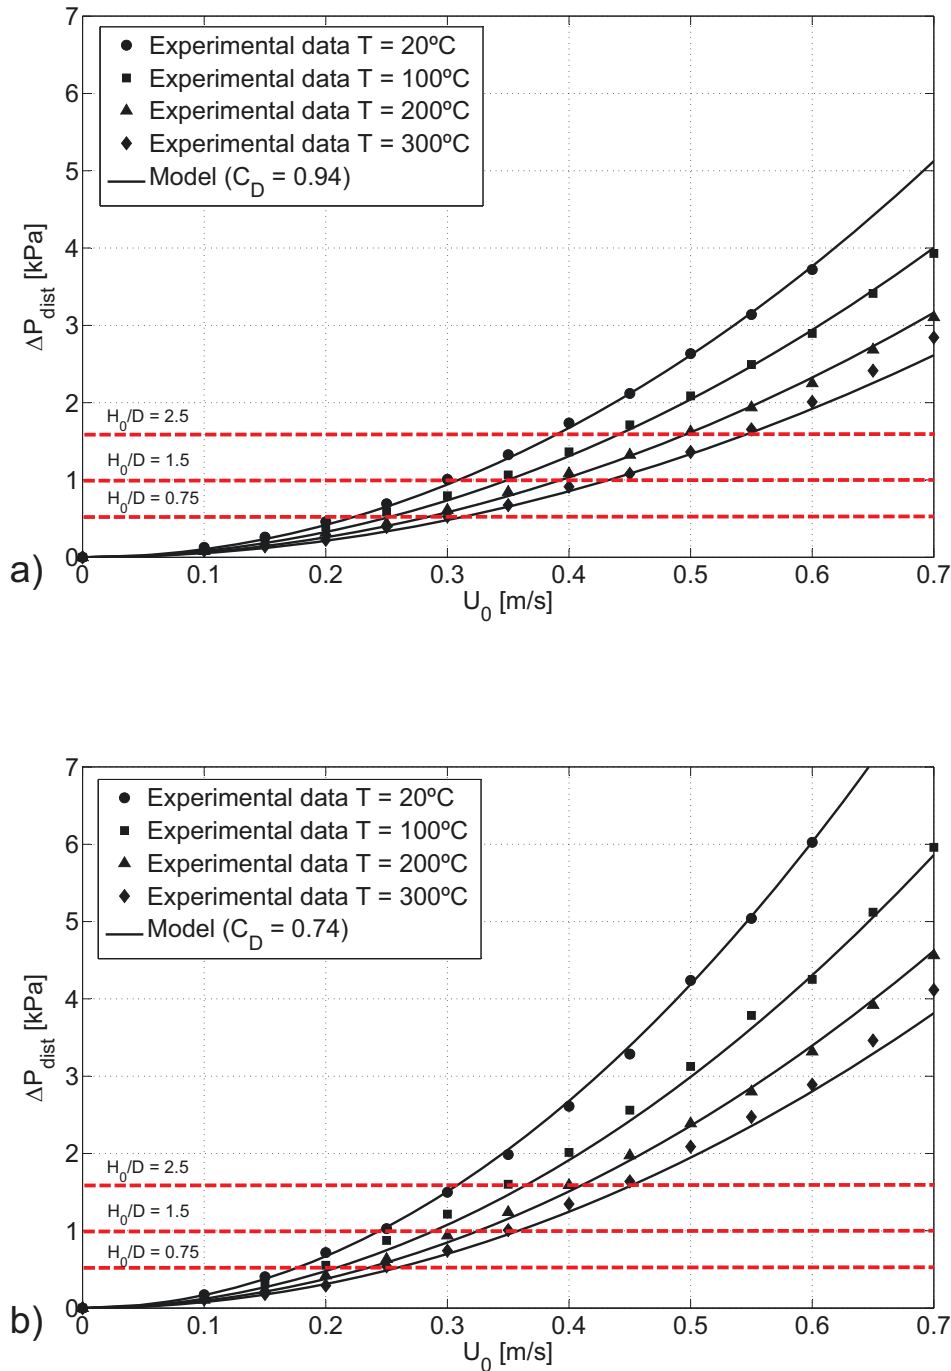 7
6
5
4
3
2
1
0
ΔP_dist [kPa]
Experimental data T = 20ºC
Experimental data T = 100ºC
Experimental data T = 200ºC
Experimental data T = 300ºC
Model (C_D = 0.94)
H_0/D = 2.5
H_0/D = 1.5
H_0/D = 0.75
a)
0 0.1 0.2 0.3 0.4 0.5 0.6 0.7
U_0 [m/s]
7
6
5
4
3
2
1
0
ΔP_dist [kPa]
Experimental data T = 20ºC
Experimental data T = 100ºC
Experimental data T = 200ºC
Experimental data T = 300ºC
Model (C_D = 0.74)
H_0/D = 2.5
H_0/D = 1.5
H_0/D = 0.75
b)
0 0.1 0.2 0.3 0.4 0.5 0.6 0.7
U_0 [m/s]